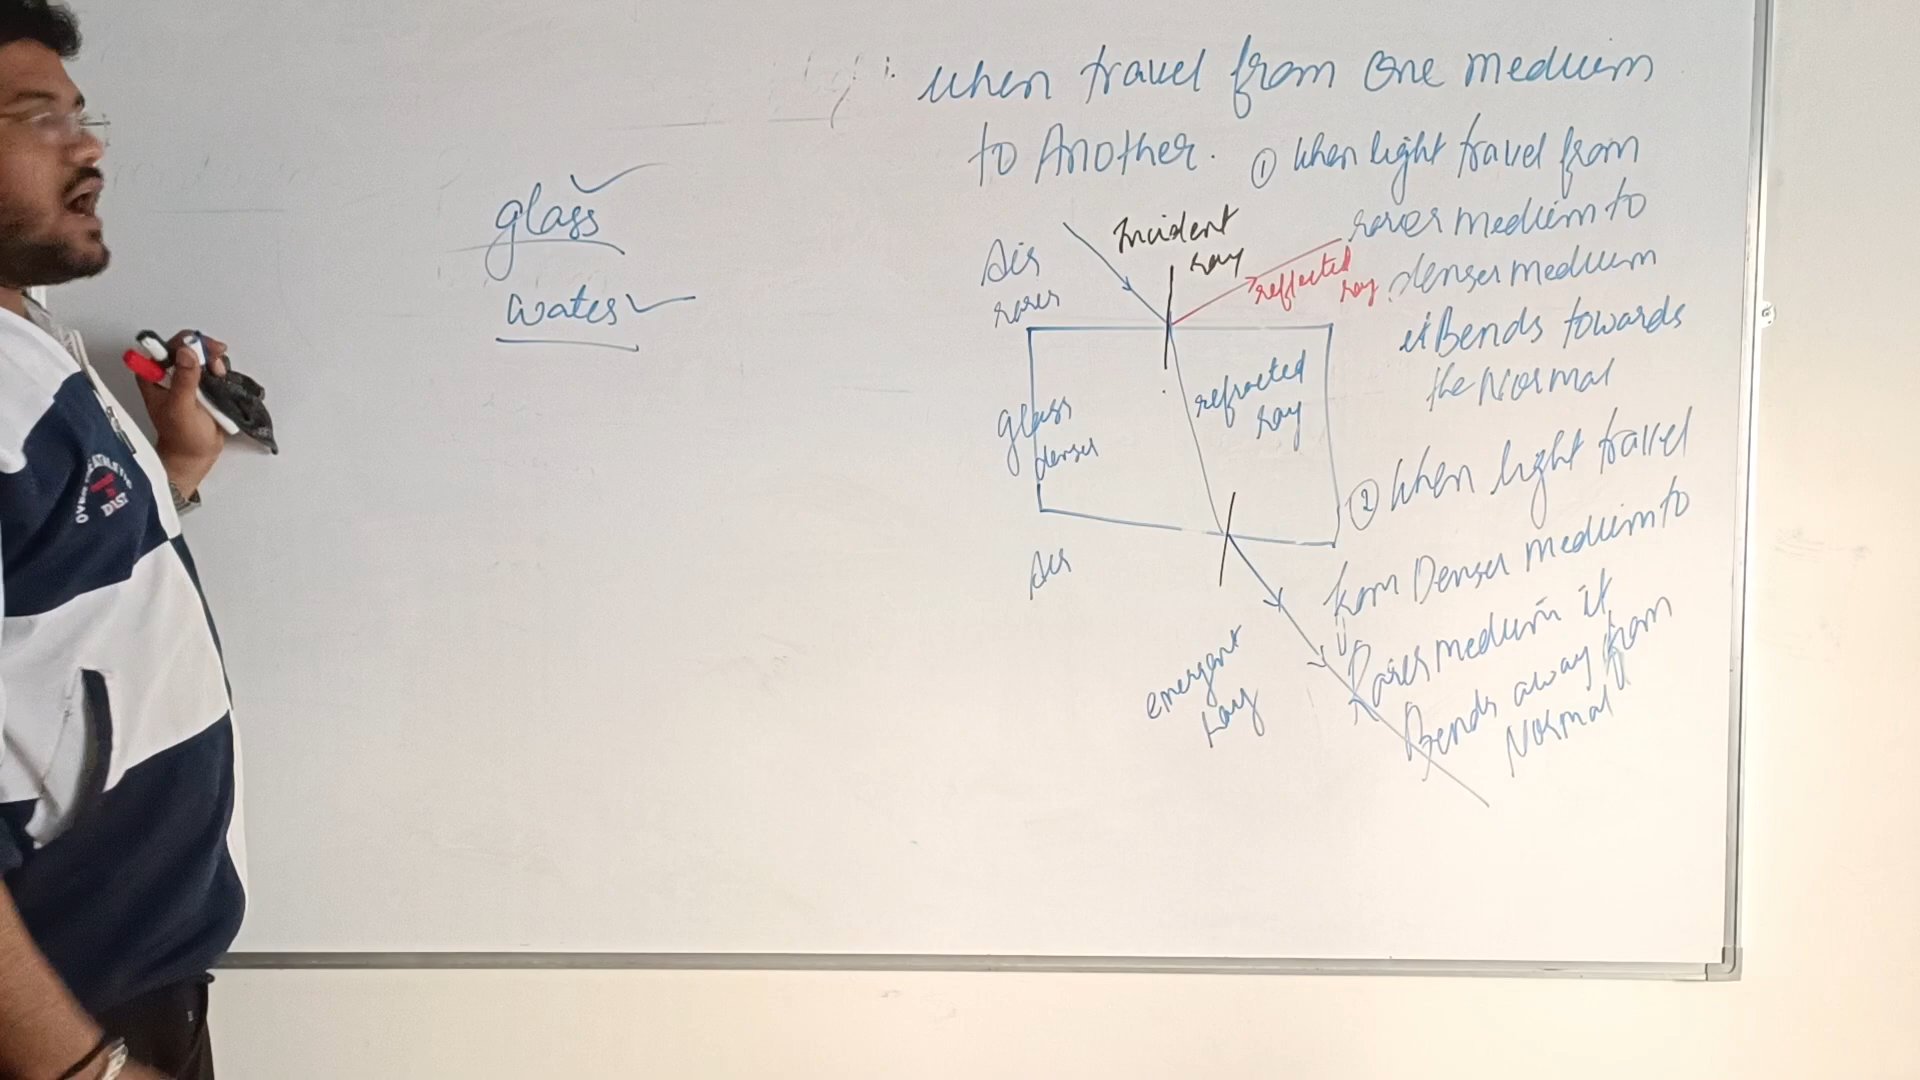 when travel from One medium
to Another. ① When light travel from
rarer medium to
denser medium
it Bends towards
the Normal
② When light travel
from Denser medium to
Rarer medium it
Bends away from
Normal
glass
water
Air
rarer
Incident
ray
reflected
ray
glass
denser
refracted
ray
Air
emergent
ray
DLSZ